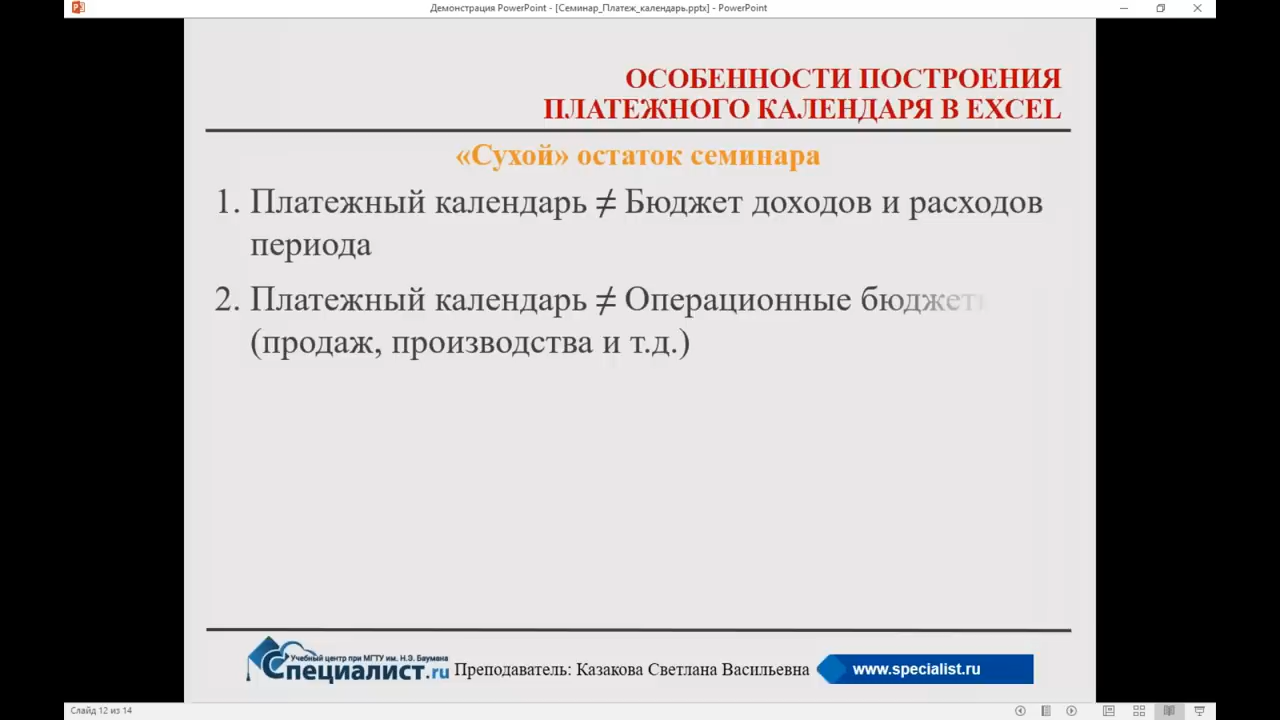 Демонстрация PowerPoint - [Семинар_Платеж_календарь.pptx] - PowerPoint
ОСОБЕННОСТИ ПОСТРОЕНИЯ
ПЛАТЕЖНОГО КАЛЕНДАРЯ В EXCEL
«Сухой» остаток семинара
1. Платежный календарь ≠ Бюджет доходов и расходов
периода
2. Платежный календарь ≠ Операционные бюджеты
(продаж, производства и т.д.)
Учебный центр при МГТУ им. Н.Э. Баумана
Специалист.ru
Преподаватель: Казакова Светлана Васильевна
www.specialist.ru
Слайд 12 из 14